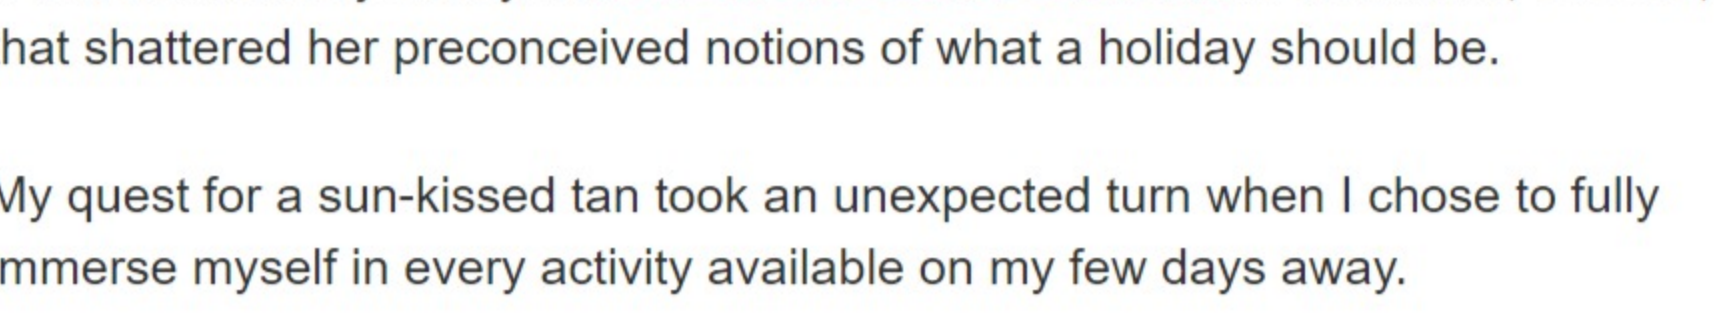 hat shattered her preconceived notions of what a holiday should be.
My quest for a sun-kissed tan took an unexpected turn when I chose to fully
mmerse myself in every activity available on my few days away.